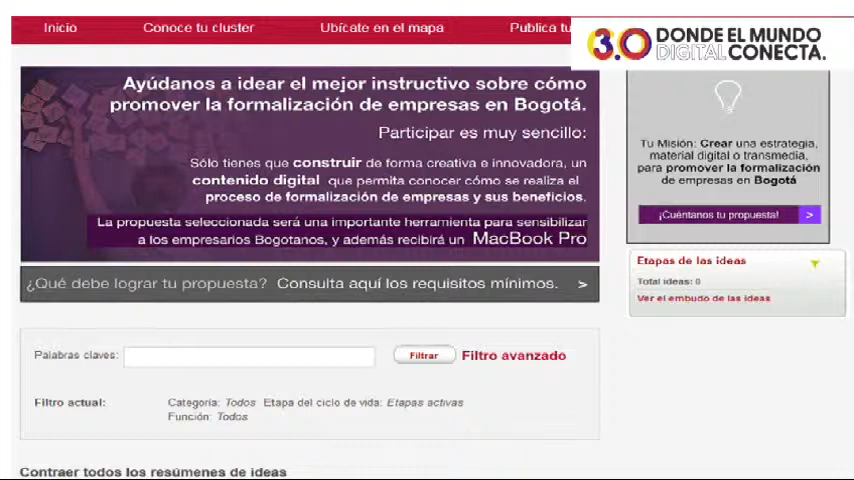 Inicio
Conoce tu cluster
Ubícate en el mapa
Publica tu
3.0 DONDE EL MUNDO
DIGITAL CONECTA.
Ayúdanos a idear el mejor instructivo sobre cómo
promover la formalización de empresas en Bogotá.
Participar es muy sencillo:
Sólo tienes que construir de forma creativa e innovadora, un
contenido digital que permita conocer cómo se realiza el
proceso de formalización de empresas y sus beneficios.
La propuesta seleccionada será una importante herramienta para sensibilizar
a los empresarios Bogotanos, y además recibirá un MacBook Pro
¿Qué debe lograr tu propuesta? Consulta aquí los requisitos mínimos. >
Tu Misión: Crear una estrategia,
material digital o transmedia,
para promover la formalización
de empresas en Bogotá
¡Cuéntanos tu propuesta! >
Etapas de las ideas
Total ideas: 0
Ver el embudo de las ideas
Palabras claves:
Filtrar
Filtro avanzado
Filtro actual:
Categoría: Todos Etapa del ciclo de vida: Etapas activas
Función: Todos
Contraer todos los resúmenes de ideas